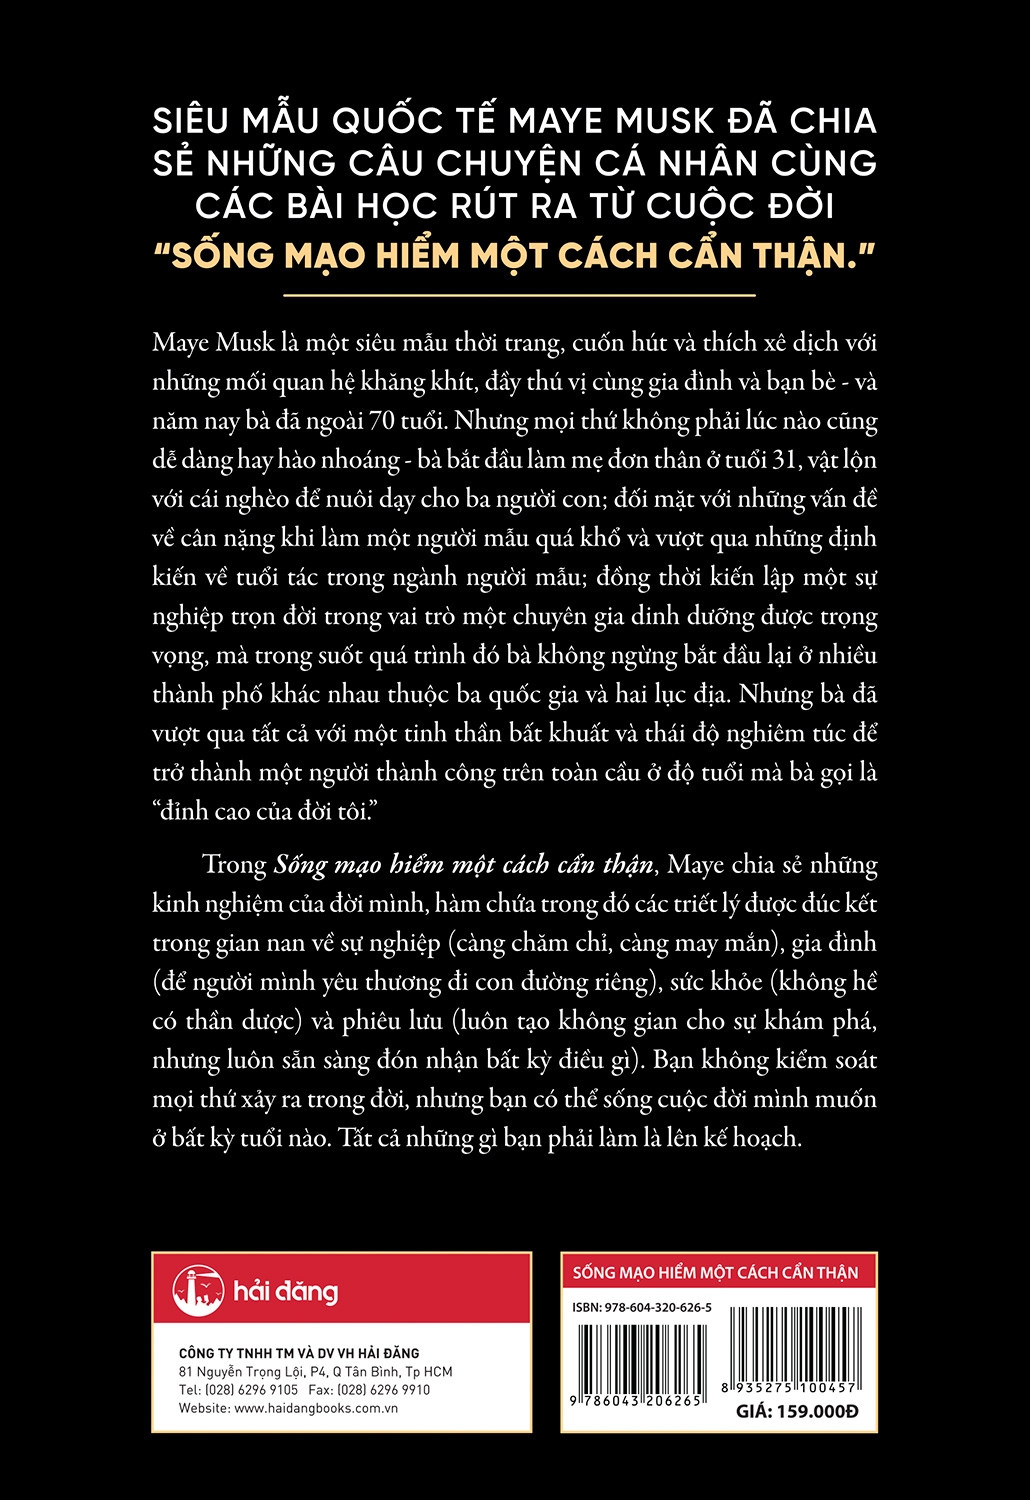 SIÊU MẪU QUỐC TẾ MAYE MUSK ĐÃ CHIA
SẺ NHỮNG CÂU CHUYỆN CÁ NHÂN CÙNG
CÁC BÀI HỌC RÚT RA TỪ CUỘC ĐỜI
“SỐNG MẠO HIỂM MỘT CÁCH CẨN THẬN.”
Maye Musk là một siêu mẫu thời trang, cuốn hút và thích xê dịch với
những mối quan hệ khăng khít, đầy thú vị cùng gia đình và bạn bè - và
năm nay bà đã ngoài 70 tuổi. Nhưng mọi thứ không phải lúc nào cũng
dễ dàng hay hào nhoáng - bà bắt đầu làm mẹ đơn thân ở tuổi 31, vật lộn
với cái nghèo để nuôi dạy cho ba người con; đối mặt với những vấn đề
về cân nặng khi làm một người mẫu quá khổ và vượt qua những định
kiến về tuổi tác trong ngành người mẫu; đồng thời kiến lập một sự
nghiệp trọn đời trong vai trò một chuyên gia dinh dưỡng được trọng
vọng, mà trong suốt quá trình đó bà không ngừng bắt đầu lại ở nhiều
thành phố khác nhau thuộc ba quốc gia và hai lục địa. Nhưng bà đã
vượt qua tất cả với một tinh thần bất khuất và thái độ nghiêm túc để
trở thành một người thành công trên toàn cầu ở độ tuổi mà bà gọi là
“đỉnh cao của đời tôi.”
Trong Sống mạo hiểm một cách cẩn thận, Maye chia sẻ những
kinh nghiệm của đời mình, hàm chứa trong đó các triết lý được đúc kết
trong gian nan về sự nghiệp (càng chăm chỉ, càng may mắn), gia đình
(để người mình yêu thương đi con đường riêng), sức khỏe (không hề
có thần dược) và phiêu lưu (luôn tạo không gian cho sự khám phá,
nhưng luôn sẵn sàng đón nhận bất kỳ điều gì). Bạn không kiểm soát
mọi thứ xảy ra trong đời, nhưng bạn có thể sống cuộc đời mình muốn
ở bất kỳ tuổi nào. Tất cả những gì bạn phải làm là lên kế hoạch.
hải đăng
CÔNG TY TNHH TM VÀ DV VH HẢI ĐĂNG
81 Nguyễn Trọng Lội, P4, Q Tân Bình, Tp HCM
Tel: (028) 6296 9105 Fax: (028) 6296 9910
Website: www.haidangbooks.com.vn
SỐNG MẠO HIỂM MỘT CÁCH CẨN THẬN
ISBN: 978-604-320-626-5
9 786043 206265
8 935275 100457
GIÁ: 159.000Đ